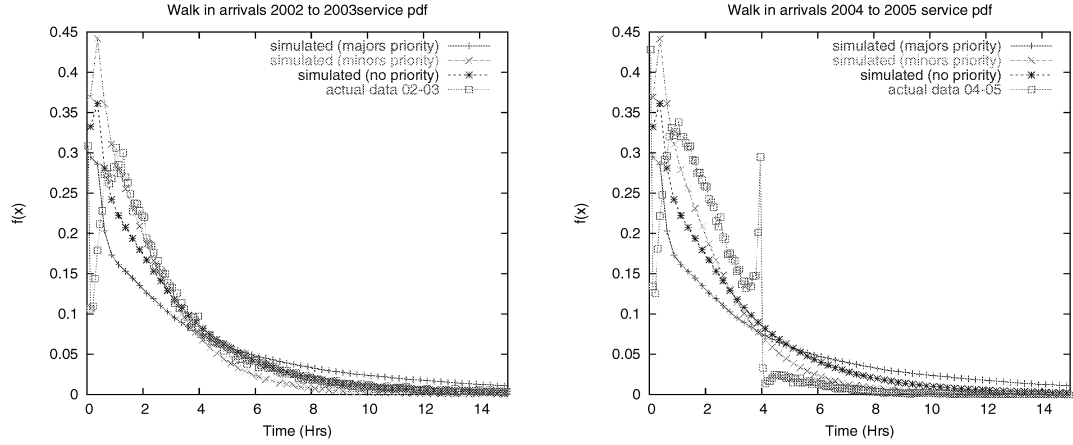 Walk in arrivals 2002 to 2003service pdf
0.45
0.4
0.35
0.3
0.25
0.2
0.15
0.1
0.05
0
f(x)
simulated (majors priority)
simulated (minors priority)
simulated (no priority)
actual data 02-03
0 2 4 6 8 10 12 14
Time (Hrs)
Walk in arrivals 2004 to 2005 service pdf
0.45
0.4
0.35
0.3
0.25
0.2
0.15
0.1
0.05
0
f(x)
simulated (majors priority)
simulated (minors priority)
simulated (no priority)
actual data 04-05
0 2 4 6 8 10 12 14
Time (Hrs)